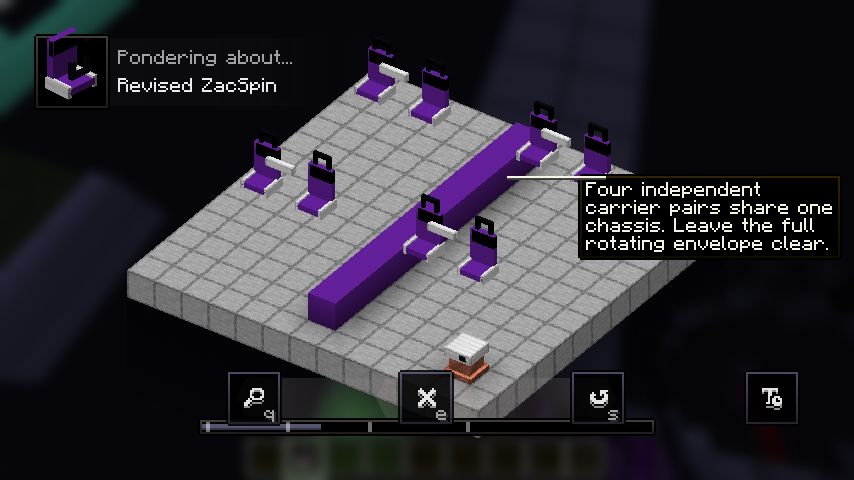 Pondering about...
Revised ZacSpin
Four independent
carrier pairs share one
chassis. Leave the full
rotating envelope clear.
q
e
s
T